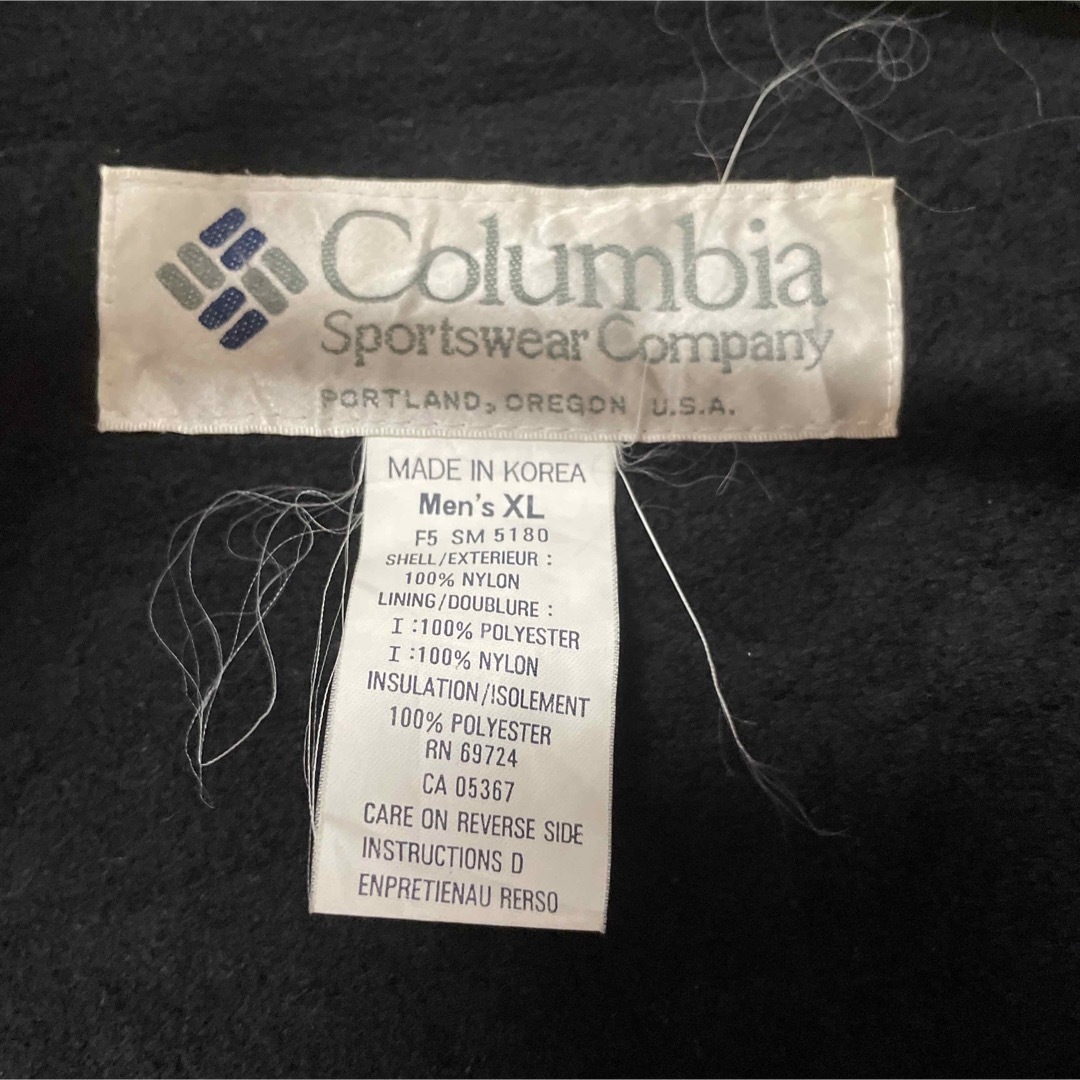 Columbia
Sportswear Company
PORTLAND, OREGON U.S.A.
MADE IN KOREA
Men's XL
F5 SM 5180
SHELL/EXTERIEUR :
100% NYLON
LINING/DOUBLURE :
I :100% POLYESTER
I :100% NYLON
INSULATION/ISOLEMENT
100% POLYESTER
RN 69724
CA 05367
CARE ON REVERSE SIDE
INSTRUCTIONS D
ENPRETIENAU RERSO